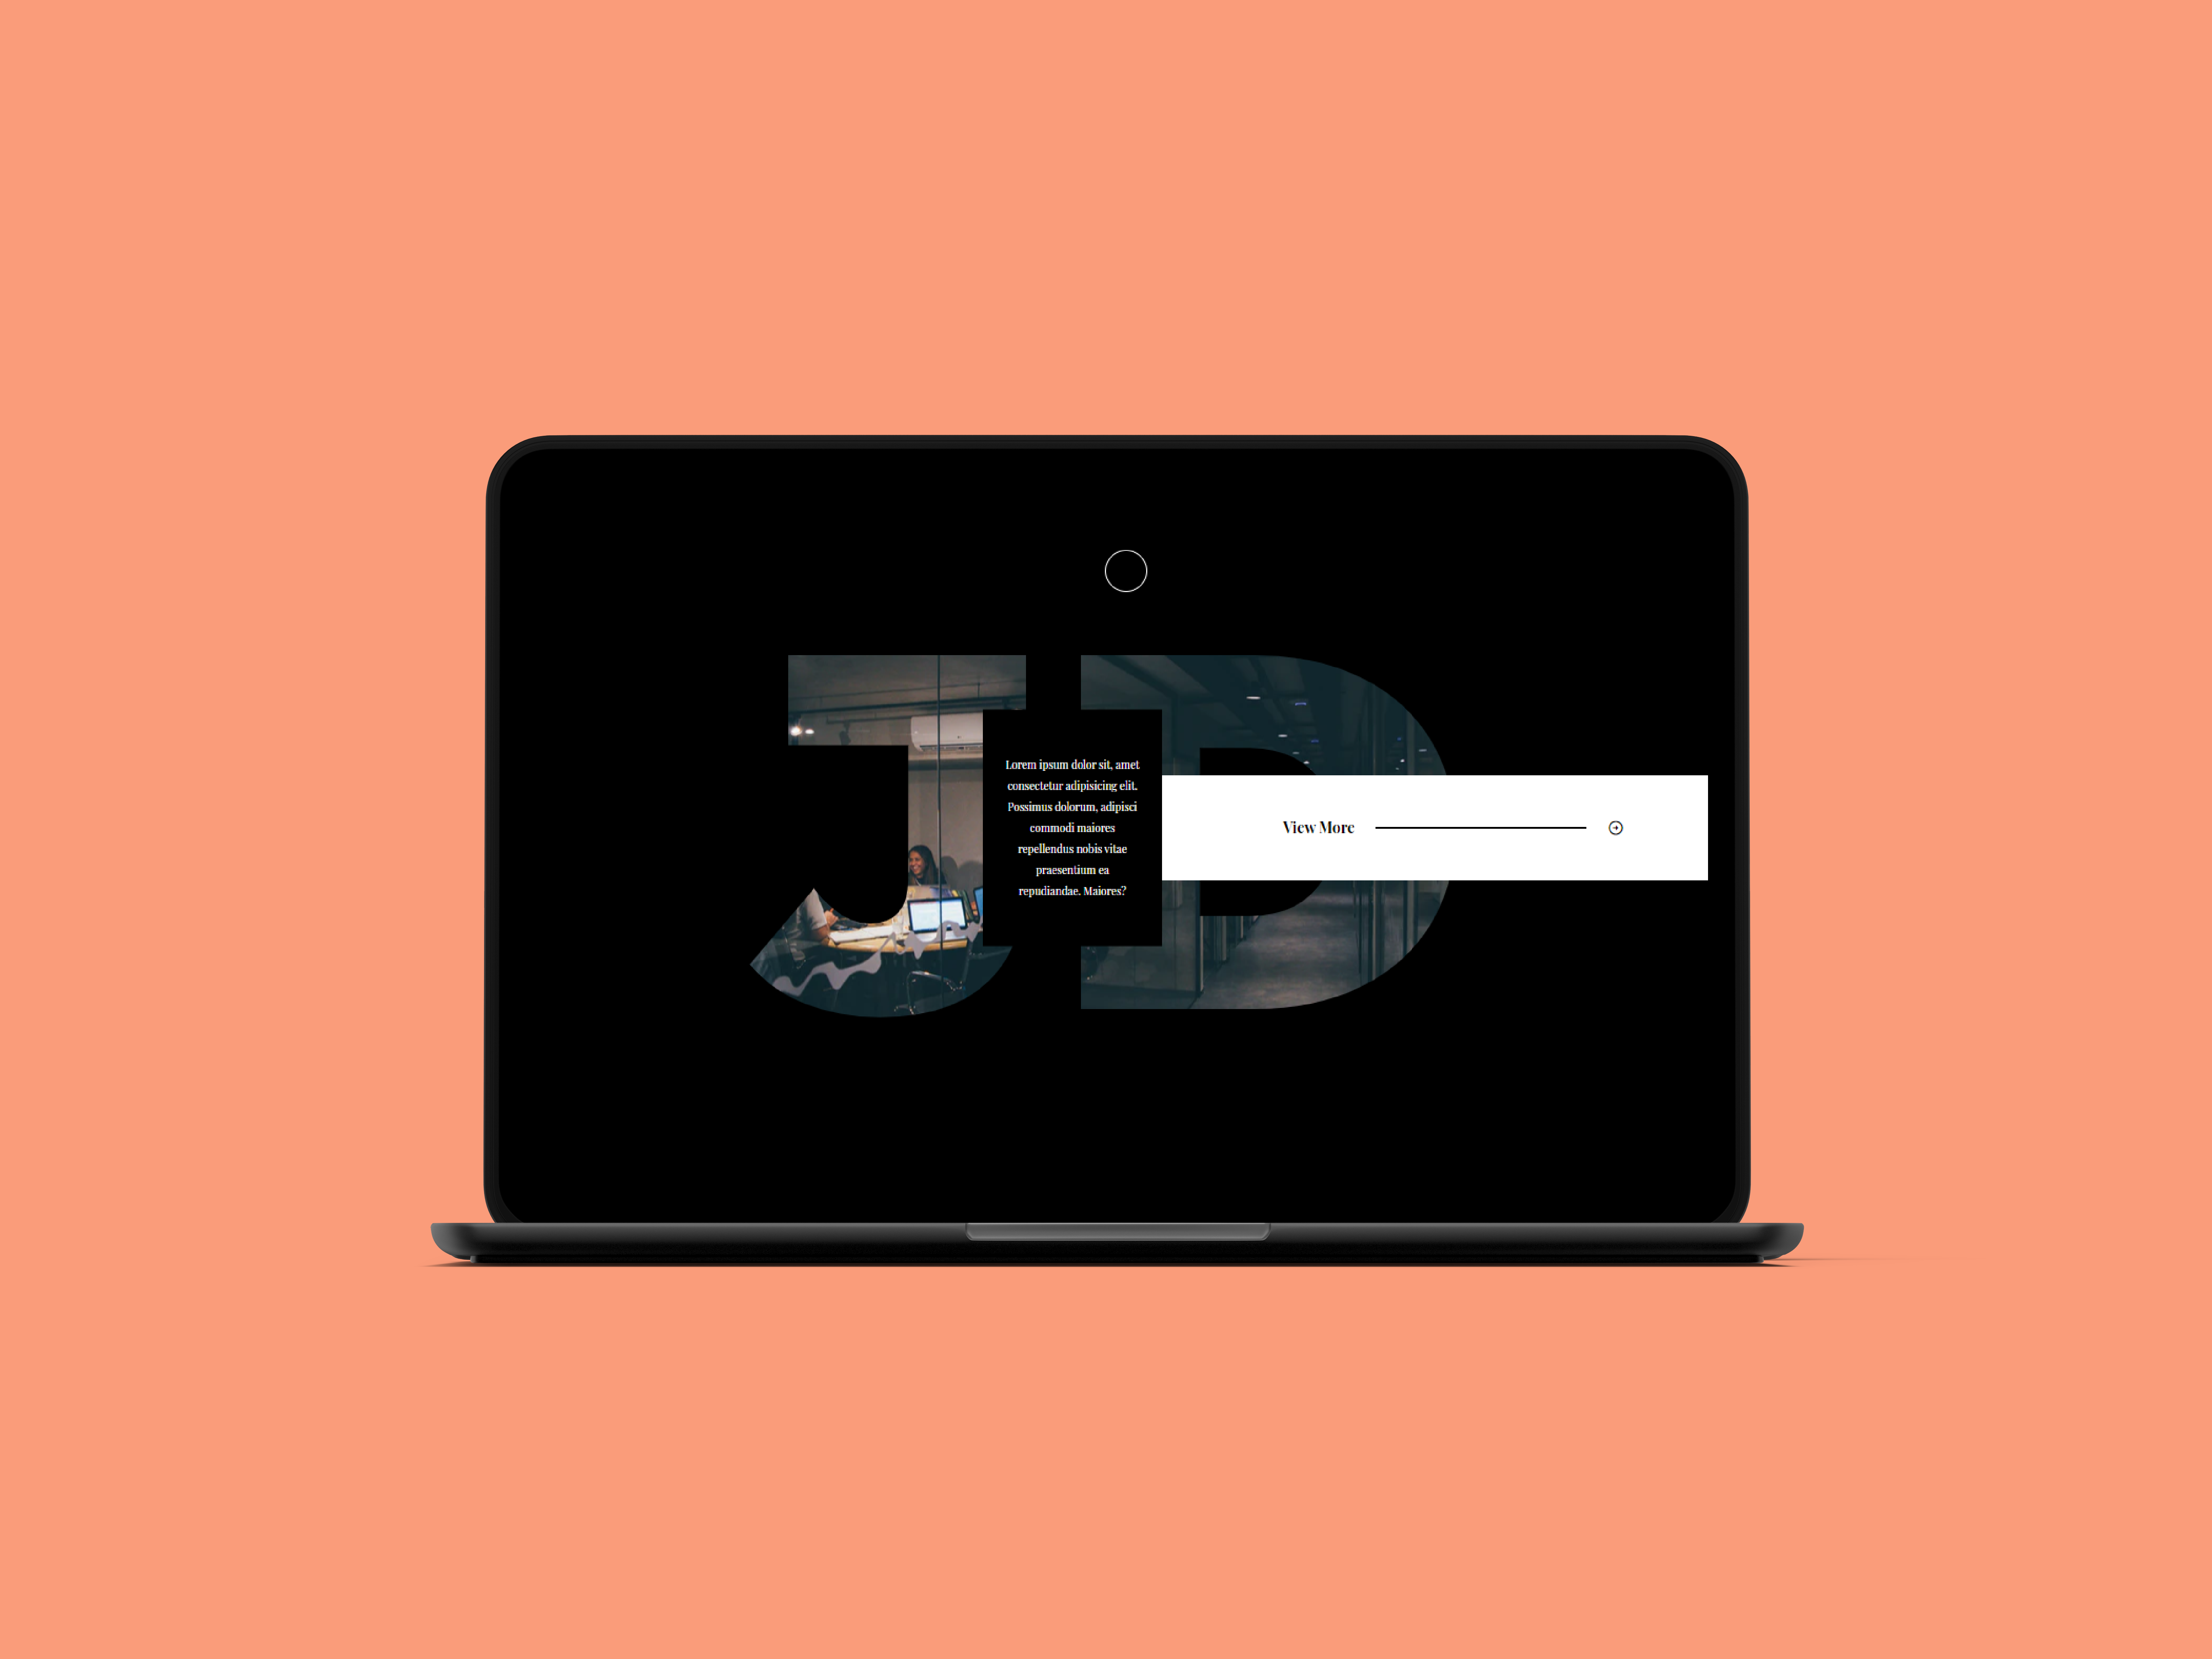 JD
Lorem ipsum dolor sit, amet
consectetur adipisicing elit.
Possimus dolorum, adipisci
commodi maiores
repellendus nobis vitae
praesentium ea
repudiandae. Maiores?
View More